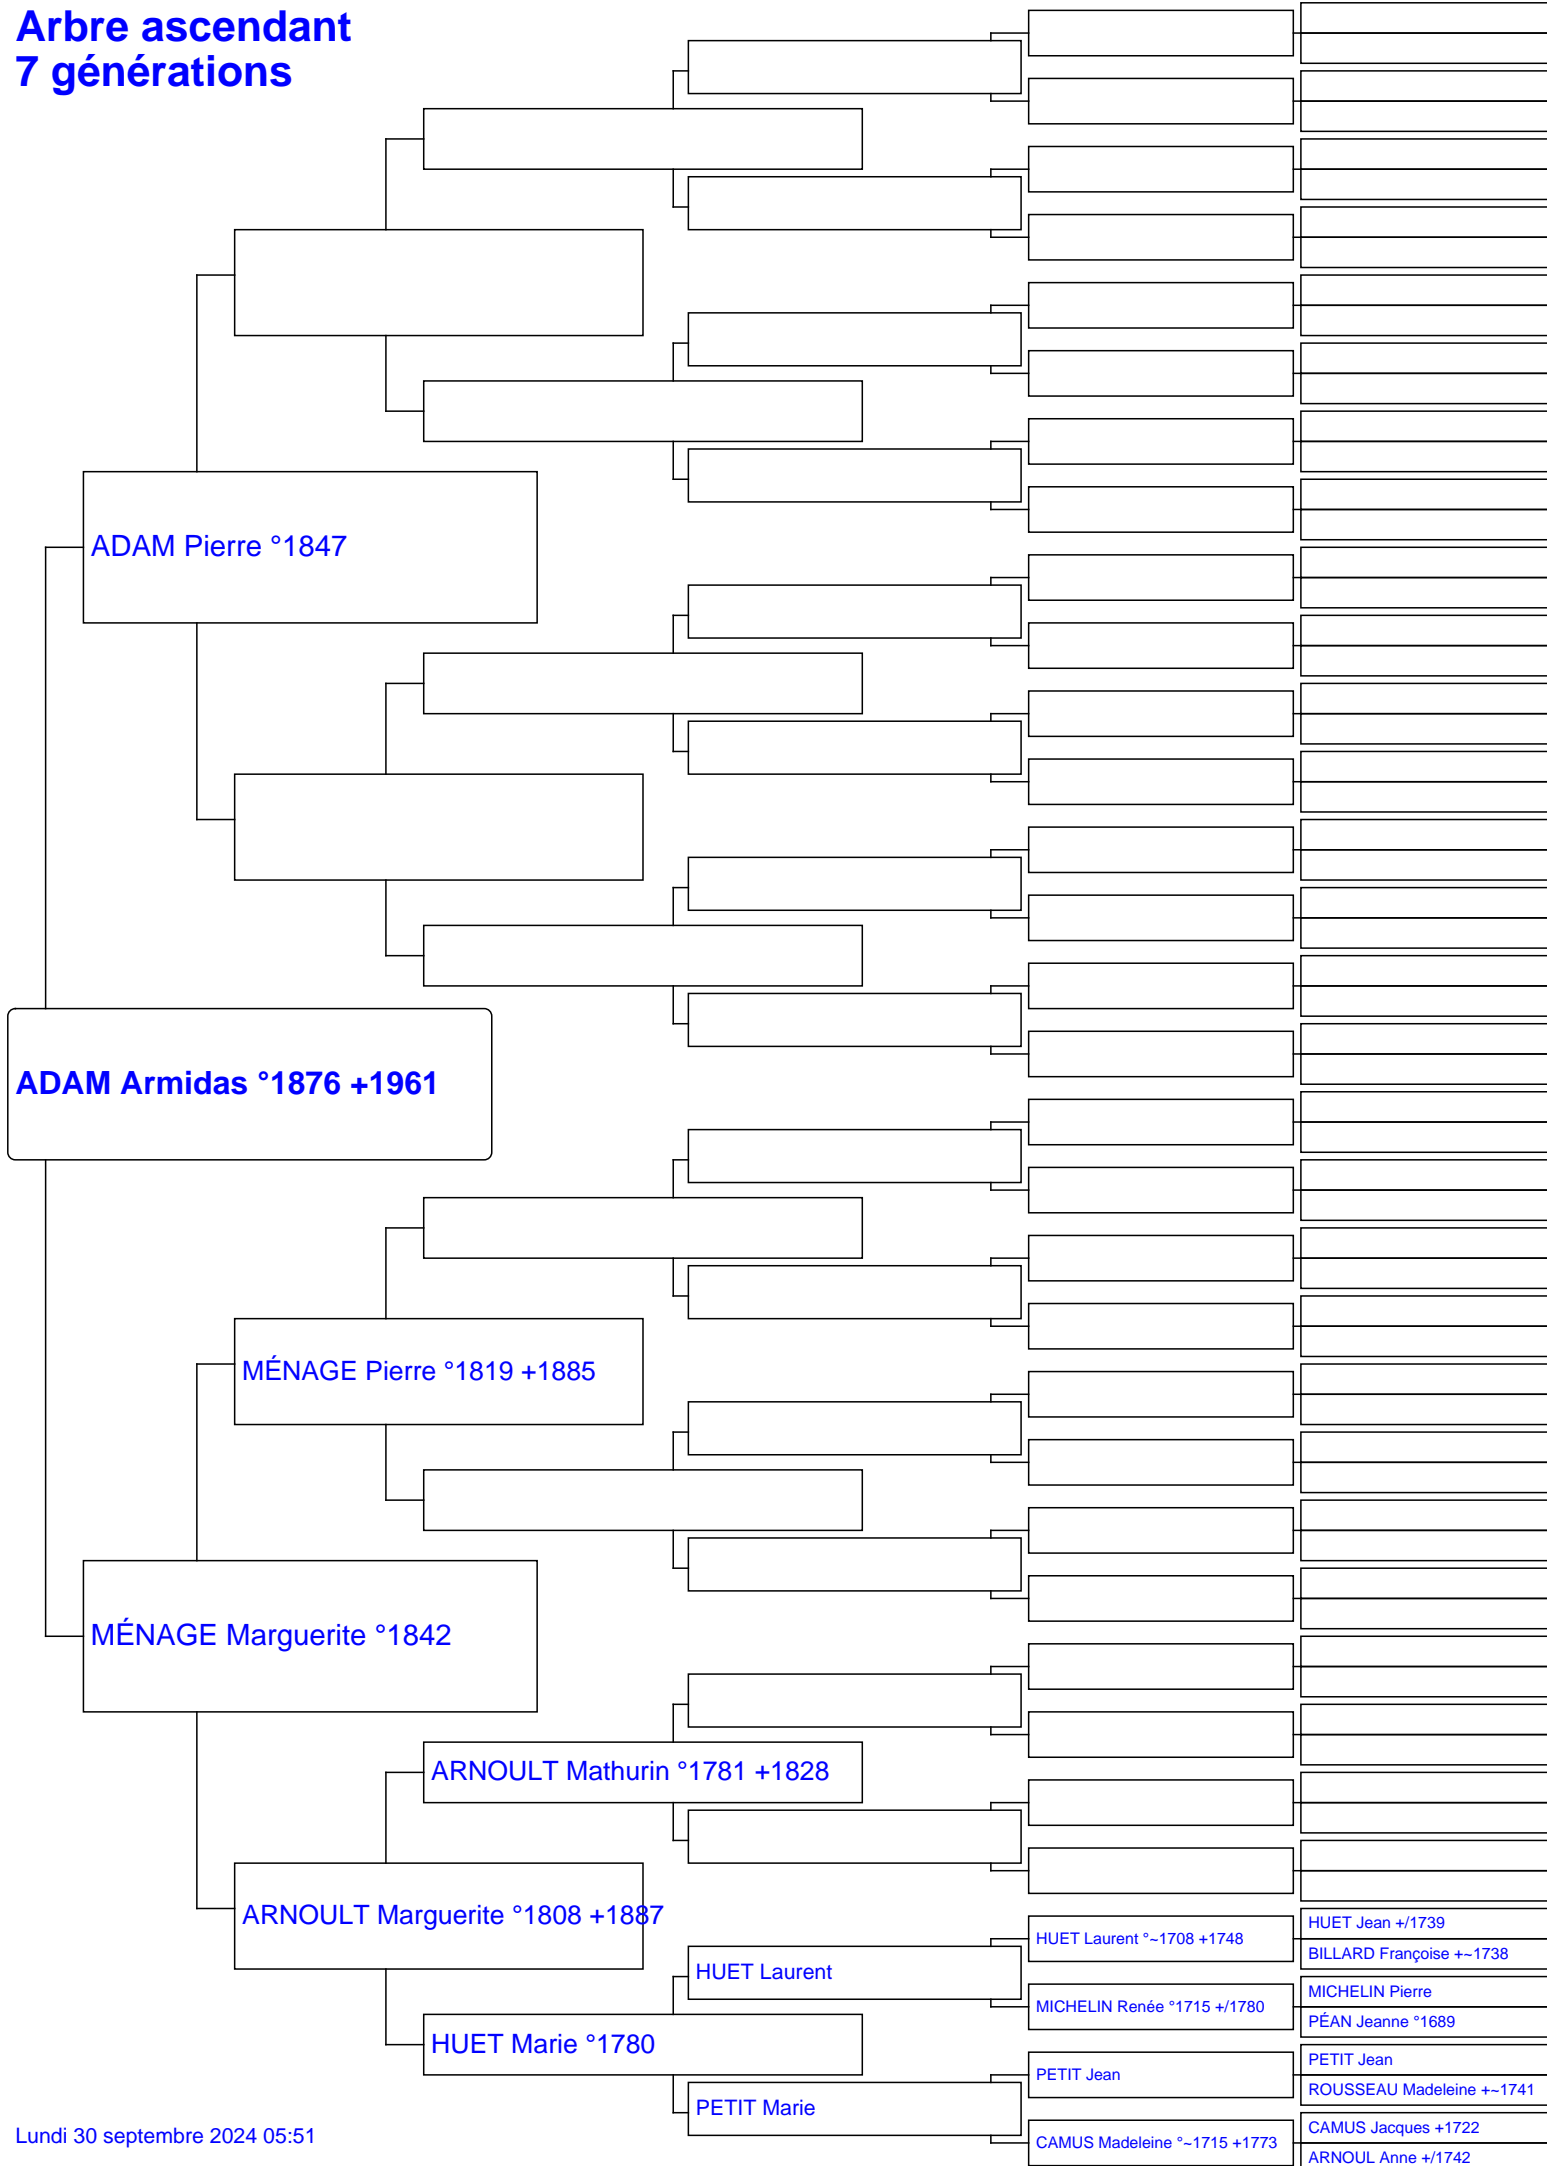 Arbre ascendant
7 générations
ADAM Pierre °1847
ADAM Armidas °1876 +1961
MÉNAGE Pierre °1819 +1885
MÉNAGE Marguerite °1842
ARNOULT Mathurin °1781 +1828
ARNOULT Marguerite °1808 +1887
HUET Jean +/1739
HUET Laurent °~1708 +1748
BILLARD Françoise +~1738
HUET Laurent
MICHELIN Pierre
MICHELIN Renée °1715 +/1780
PÉAN Jeanne °1689
HUET Marie °1780
PETIT Jean
PETIT Jean
ROUSSEAU Madeleine +~1741
PETIT Marie
CAMUS Jacques +1722
CAMUS Madeleine °~1715 +1773
ARNOUL Anne +/1742
Lundi 30 septembre 2024 05:51